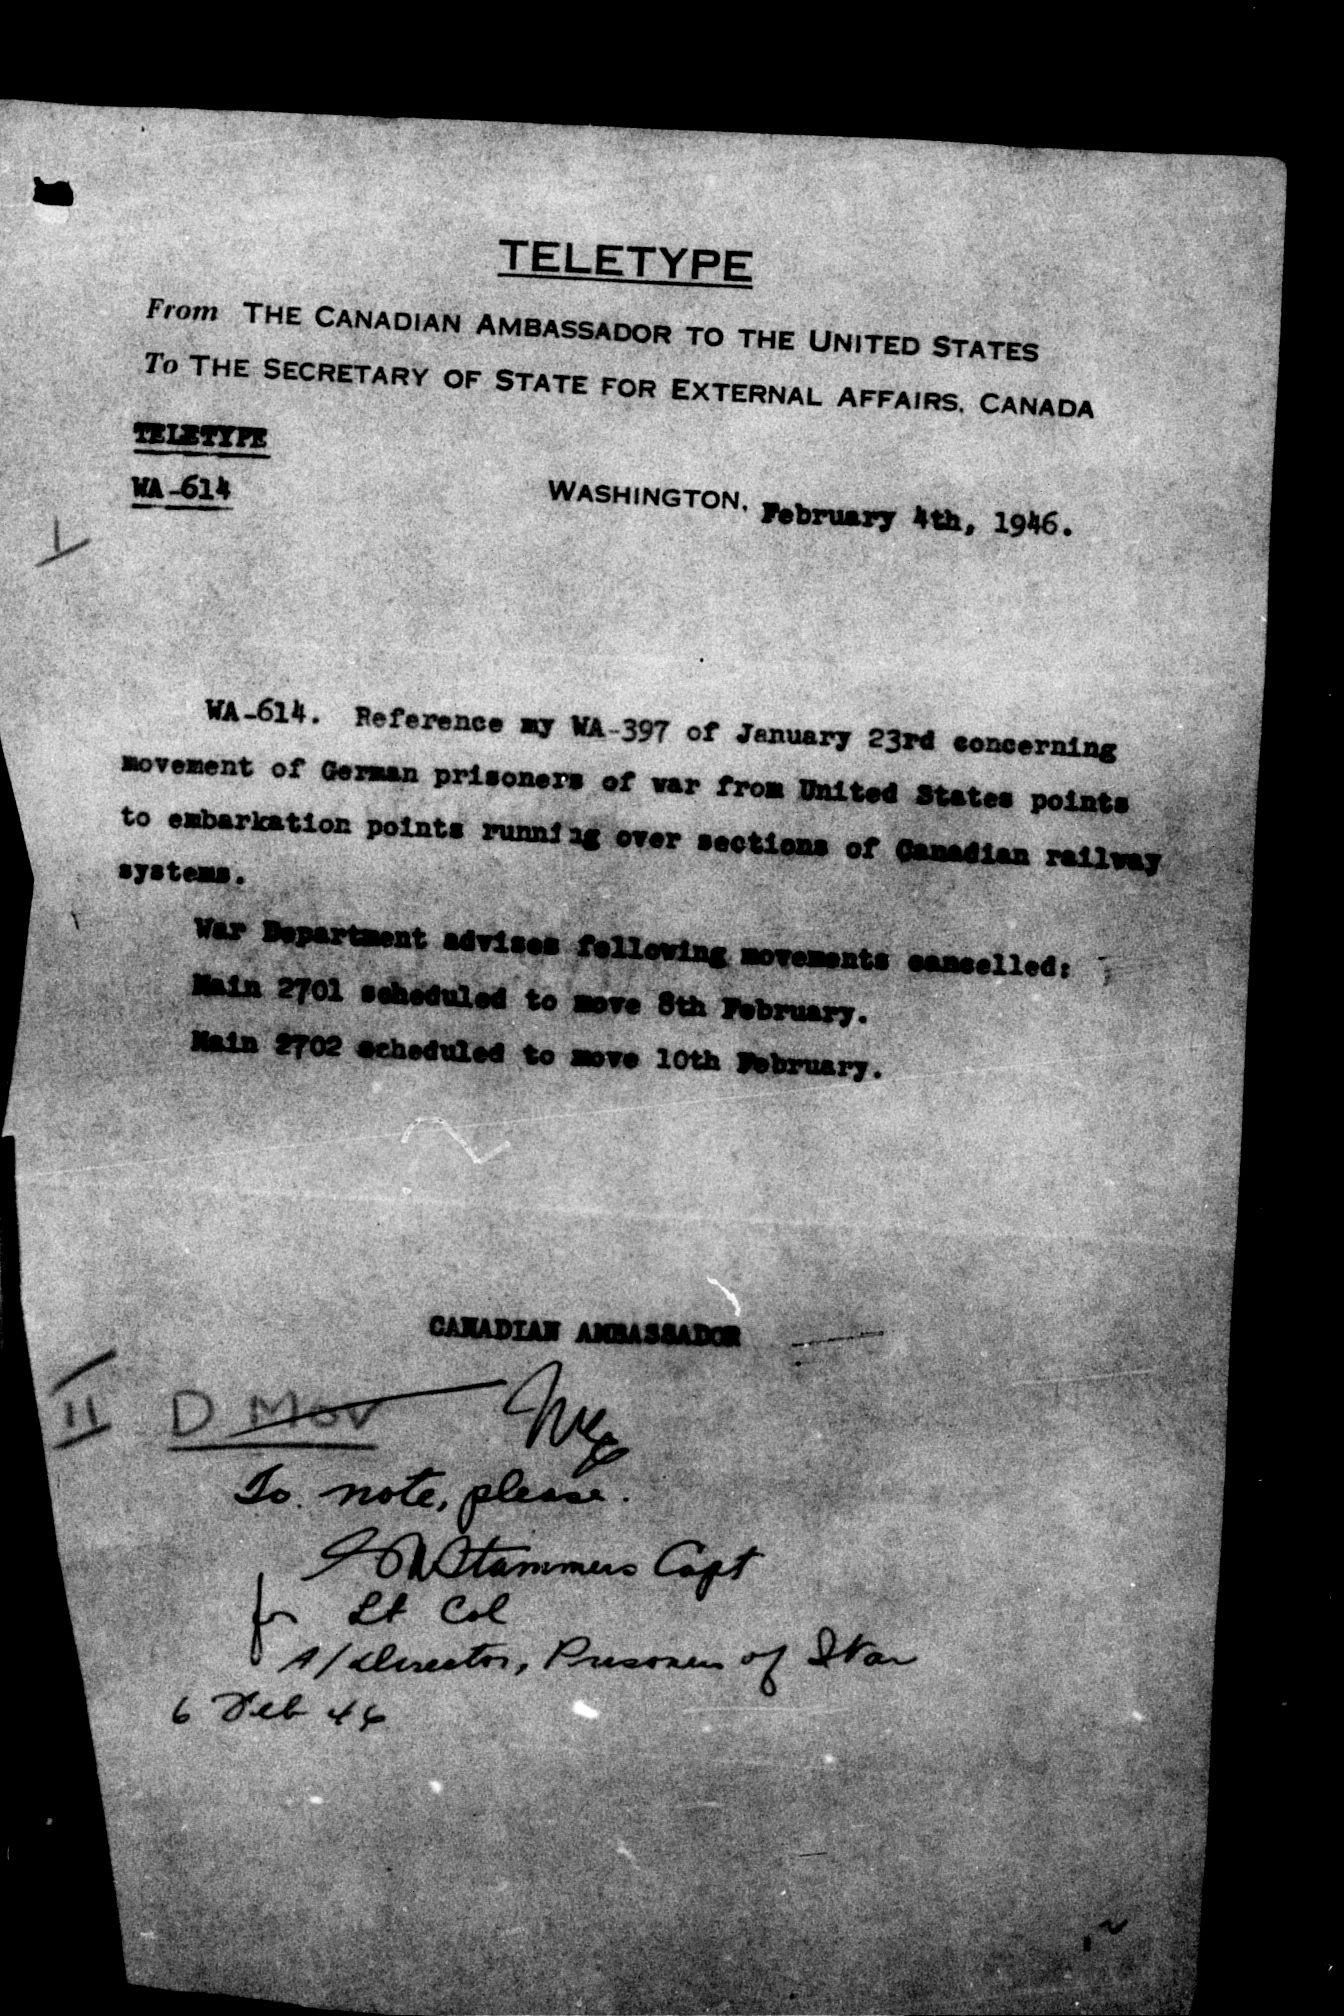 TELETYPE
From THE CANADIAN AMBASSADOR TO THE UNITED STATES
To THE SECRETARY OF STATE FOR EXTERNAL AFFAIRS, CANADA
TELETYPE
WA-614
WASHINGTON, February 4th, 1946.
I
WA-614. Reference my WA-397 of January 23rd concerning
movement of German prisoners of war from United States points
to embarkation points running over sections of Canadian railway
systems.
War Department advises following movements cancelled:
Main 2701 scheduled to move 8th February.
Main 2702 scheduled to move 10th February.
CANADIAN AMBASSADOR
II D Mov
To note, please.
Stammers Capt
for Lt Col
A/Director, Prisoners of War
6 Feb 46